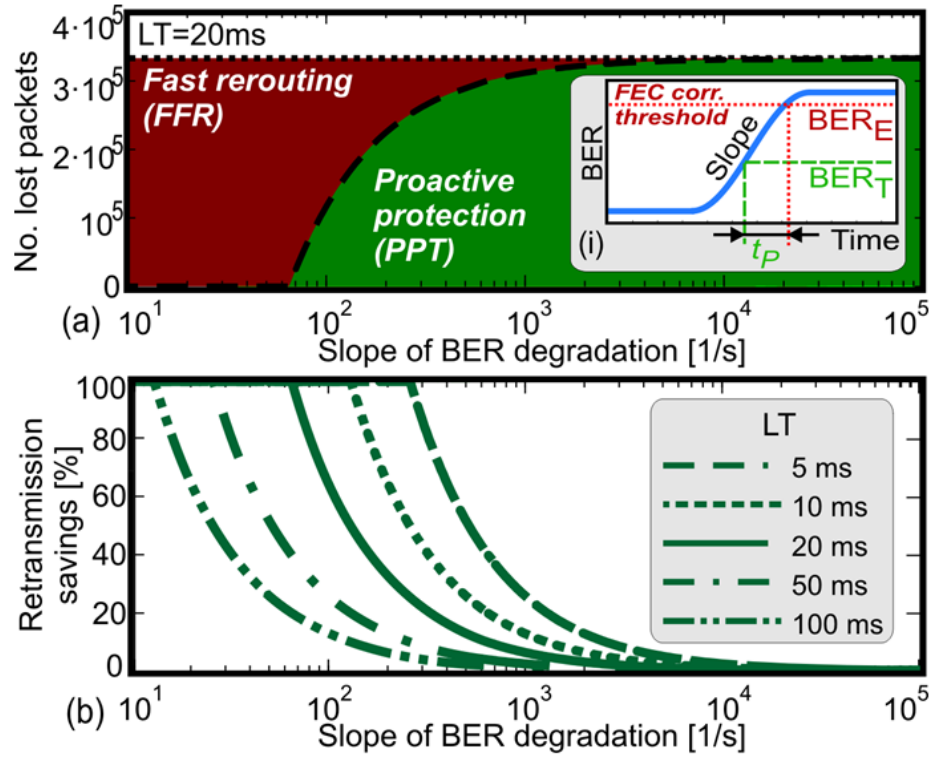 4·10⁵
3·10⁵
2·10⁵
10⁵
0
No. lost packets
LT=20ms
Fast rerouting
(FFR)
Proactive
protection
(PPT)
FEC corr.
threshold
BER_E
BER_T
Slope
BER
(i)
t_P
Time
(a)
10¹
10²
10³
10⁴
10⁵
Slope of BER degradation [1/s]
100
80
60
40
20
0
Retransmission
savings [%]
LT
5 ms
10 ms
20 ms
50 ms
100 ms
(b)
10¹
10²
10³
10⁴
10⁵
Slope of BER degradation [1/s]